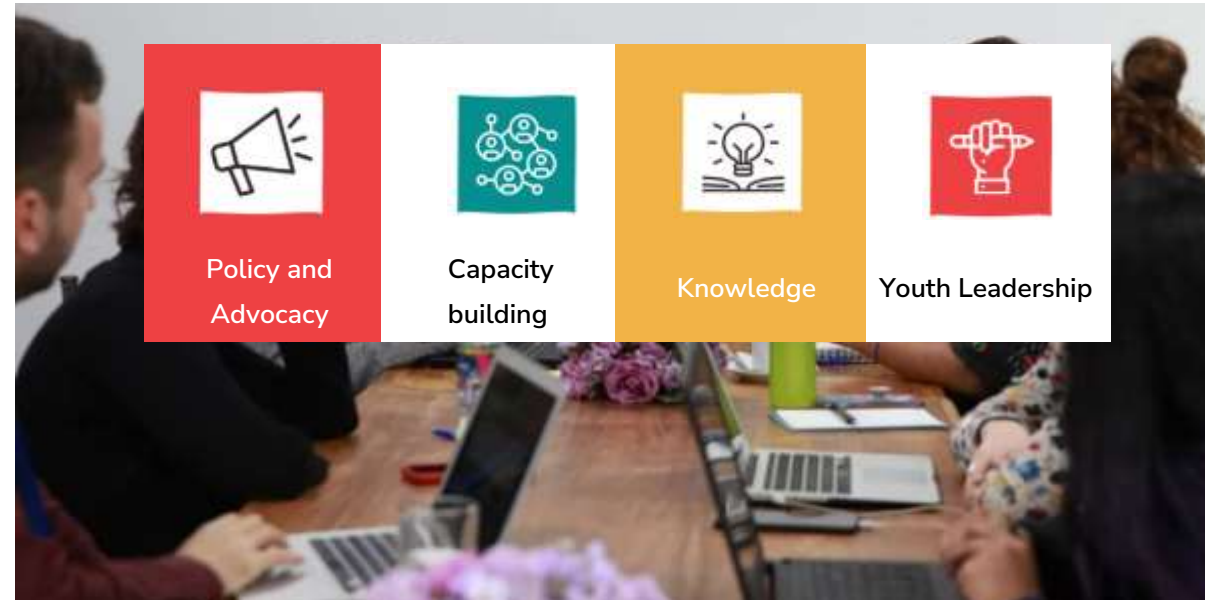 Policy and
Advocacy
Capacity
building
Knowledge
Youth Leadership